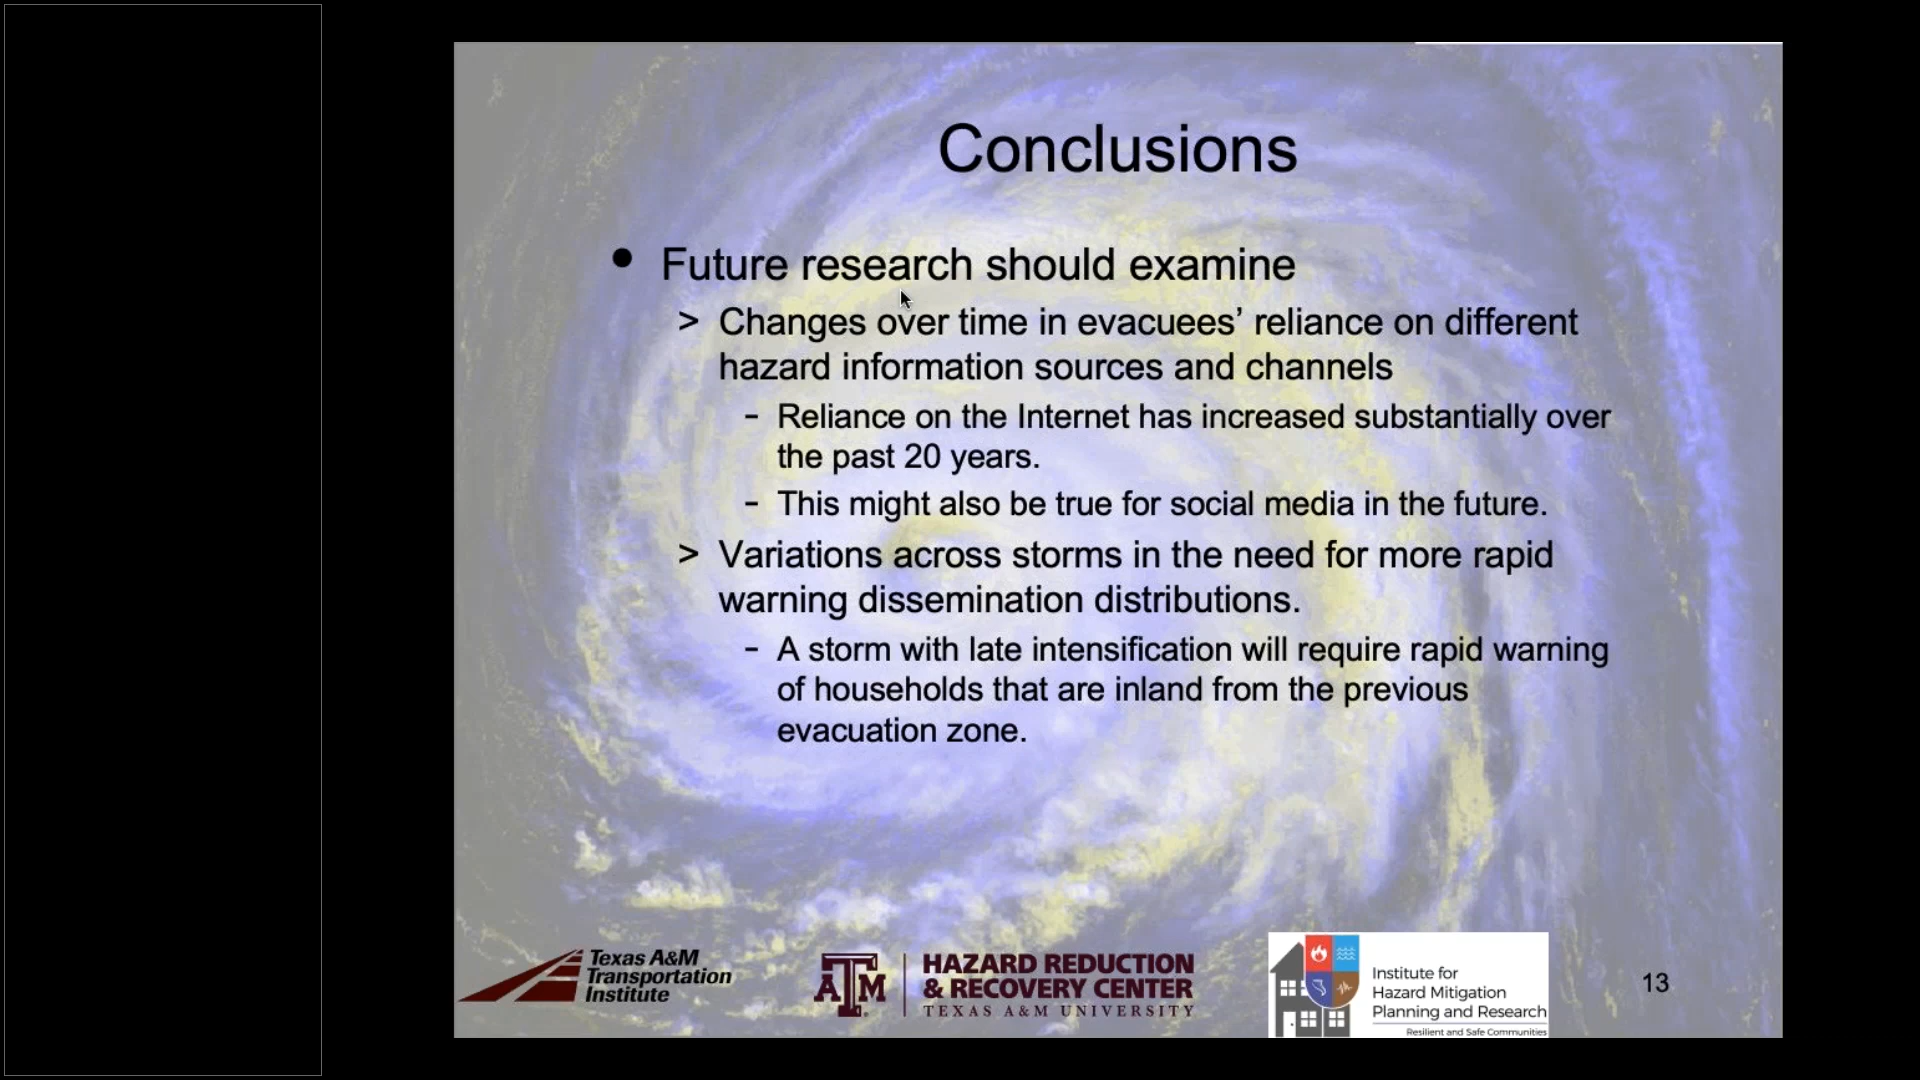 Conclusions
• Future research should examine
> Changes over time in evacuees’ reliance on different
hazard information sources and channels
- Reliance on the Internet has increased substantially over
the past 20 years.
- This might also be true for social media in the future.
> Variations across storms in the need for more rapid
warning dissemination distributions.
- A storm with late intensification will require rapid warning
of households that are inland from the previous
evacuation zone.
Texas A&M
Transportation
Institute
ATM
HAZARD REDUCTION
& RECOVERY CENTER
TEXAS A&M UNIVERSITY
Institute for
Hazard Mitigation
Planning and Research
Resilient and Safe Communities
13